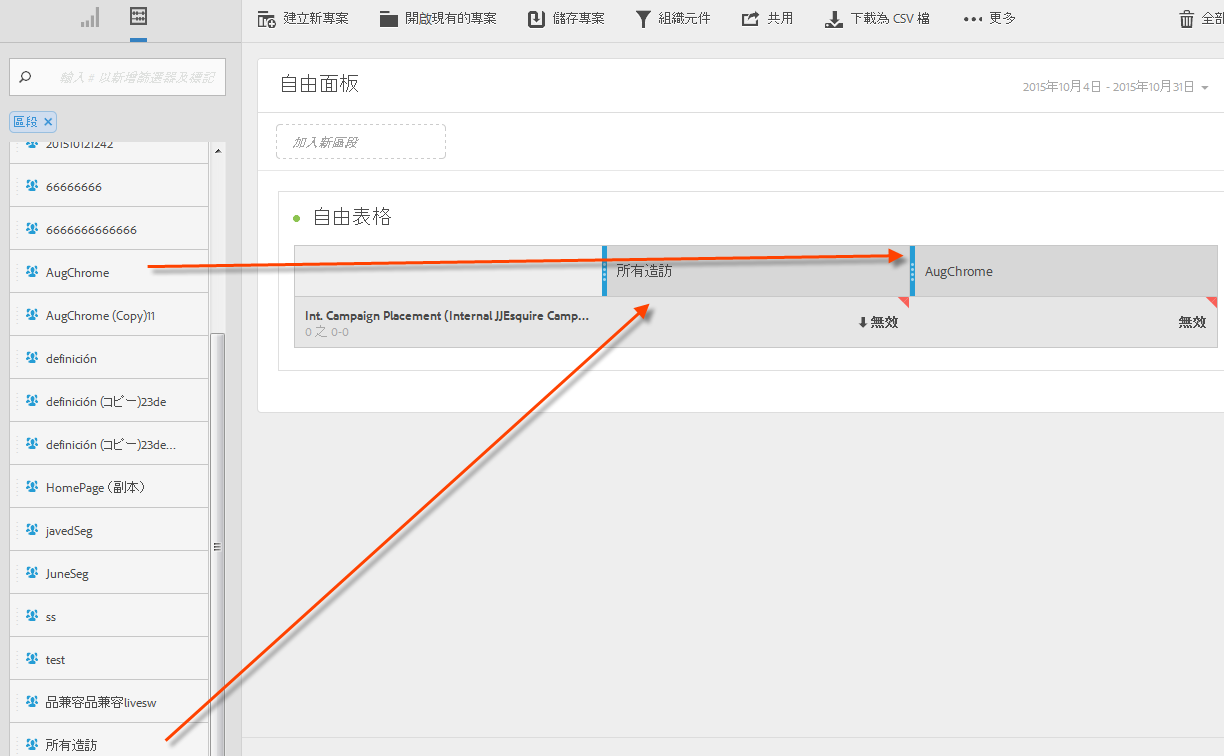 建立新專案
開啟現有的專案
儲存專案
組織元件
共用
下載為 CSV 檔
更多
全部
輸入 # 以新增篩選器及標記
區段
201510121242
66666666
6666666666666
AugChrome
AugChrome (Copy)11
definición
definición (コピー)23de
definición (コピー)23de...
HomePage (副本)
javedSeg
JuneSeg
ss
test
品兼容品兼容livesw
所有造訪
自由面板
2015年10月4日 - 2015年10月31日
加入新區段
自由表格
所有造訪
AugChrome
Int. Campaign Placement (Internal JJEsquire Camp...
0 之 0-0
無效
無效